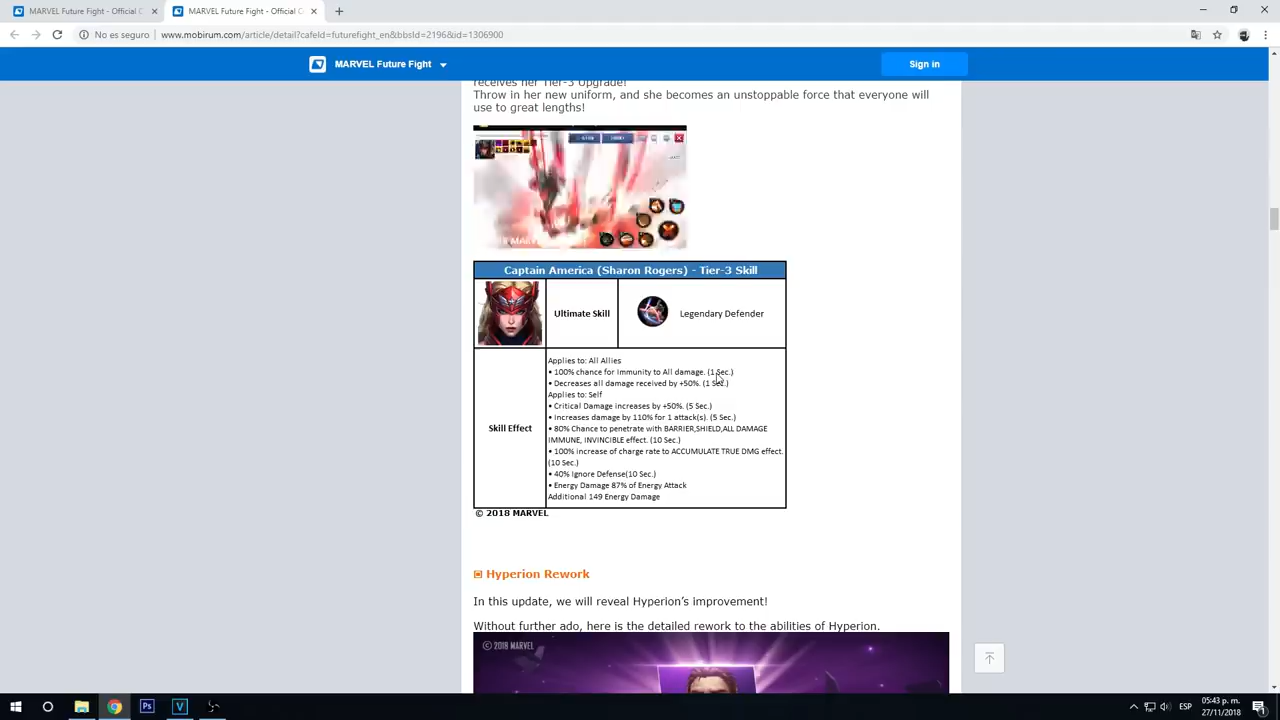 MARVEL Future Fight - Official C
MARVEL Future Fight - Official C
No es seguro
www.mobirum.com/article/detail?cafeId=futurefight_en&bbsId=2196&id=1306900
MARVEL Future Fight
Sign in
receives her Tier-3 Upgrade!
Throw in her new uniform, and she becomes an unstoppable force that everyone will
use to great lengths!
Captain America (Sharon Rogers) - Tier-3 Skill
Ultimate Skill
Legendary Defender
Skill Effect
Applies to: All Allies
• 100% chance for Immunity to All damage. (1 Sec.)
• Decreases all damage received by +50%. (1 Sec.)
Applies to: Self
• Critical Damage increases by +50%. (5 Sec.)
• Increases damage by 110% for 1 attack(s). (5 Sec.)
• 80% Chance to penetrate with BARRIER,SHIELD,ALL DAMAGE
IMMUNE, INVINCIBLE effect. (10 Sec.)
• 100% increase of charge rate to ACCUMULATE TRUE DMG effect.
(10 Sec.)
• 40% Ignore Defense(10 Sec.)
• Energy Damage 87% of Energy Attack
Additional 149 Energy Damage
© 2018 MARVEL
Hyperion Rework
In this update, we will reveal Hyperion's improvement!
Without further ado, here is the detailed rework to the abilities of Hyperion.
© 2018 MARVEL
Ps
V
ESP
05:43 p. m.
27/11/2018